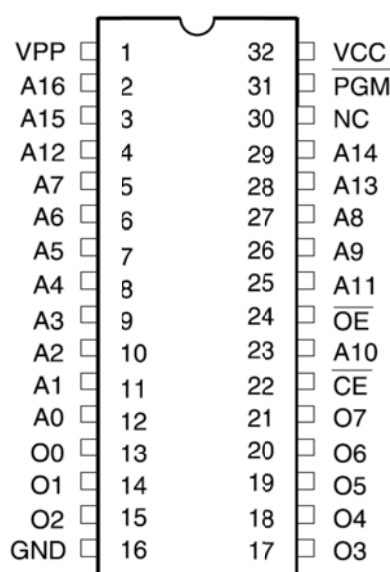 VPP 1 32 VCC
A16 2 31 P̅G̅M̅
A15 3 30 NC
A12 4 29 A14
A7 5 28 A13
A6 6 27 A8
A5 7 26 A9
A4 8 25 A11
A3 9 24 O̅E̅
A2 10 23 A10
A1 11 22 C̅E̅
A0 12 21 O7
O0 13 20 O6
O1 14 19 O5
O2 15 18 O4
GND 16 17 O3